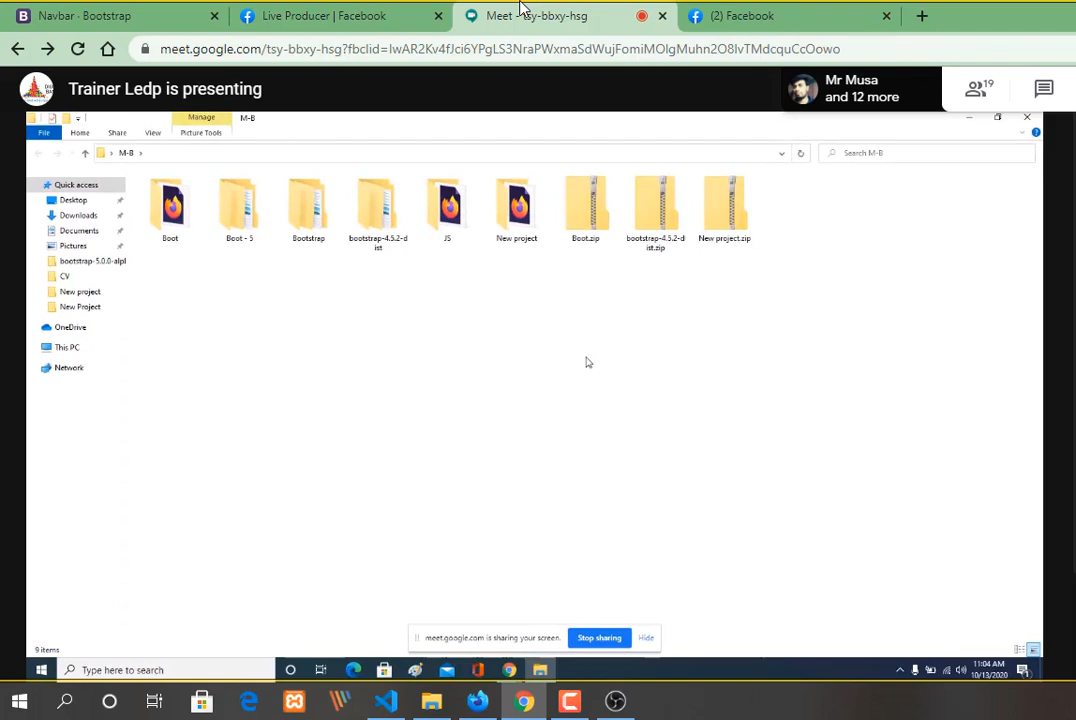 Navbar · Bootstrap
Live Producer | Facebook
Meet - tsy-bbxy-hsg
(2) Facebook
meet.google.com/tsy-bbxy-hsg?fbclid=IwAR2Kv4fJci6YPgLS3NraPWxmaSdWujFomiMOlgMuhn2O8IvTMdcquCcOowo
Trainer Ledp is presenting
Mr Musa
and 12 more
19
Manage
M-B
File
Home
Share
View
Picture Tools
M-B
Search M-B
Quick access
Desktop
Downloads
Documents
Pictures
bootstrap-5.0.0-alpl
CV
New project
New Project
OneDrive
This PC
Network
Boot
Boot - 5
Bootstrap
bootstrap-4.5.2-d
ist
JS
New project
Boot.zip
bootstrap-4.5.2-d
ist.zip
New project.zip
meet.google.com is sharing your screen.
Stop sharing
Hide
9 items
Type here to search
11:04 AM
10/13/2020